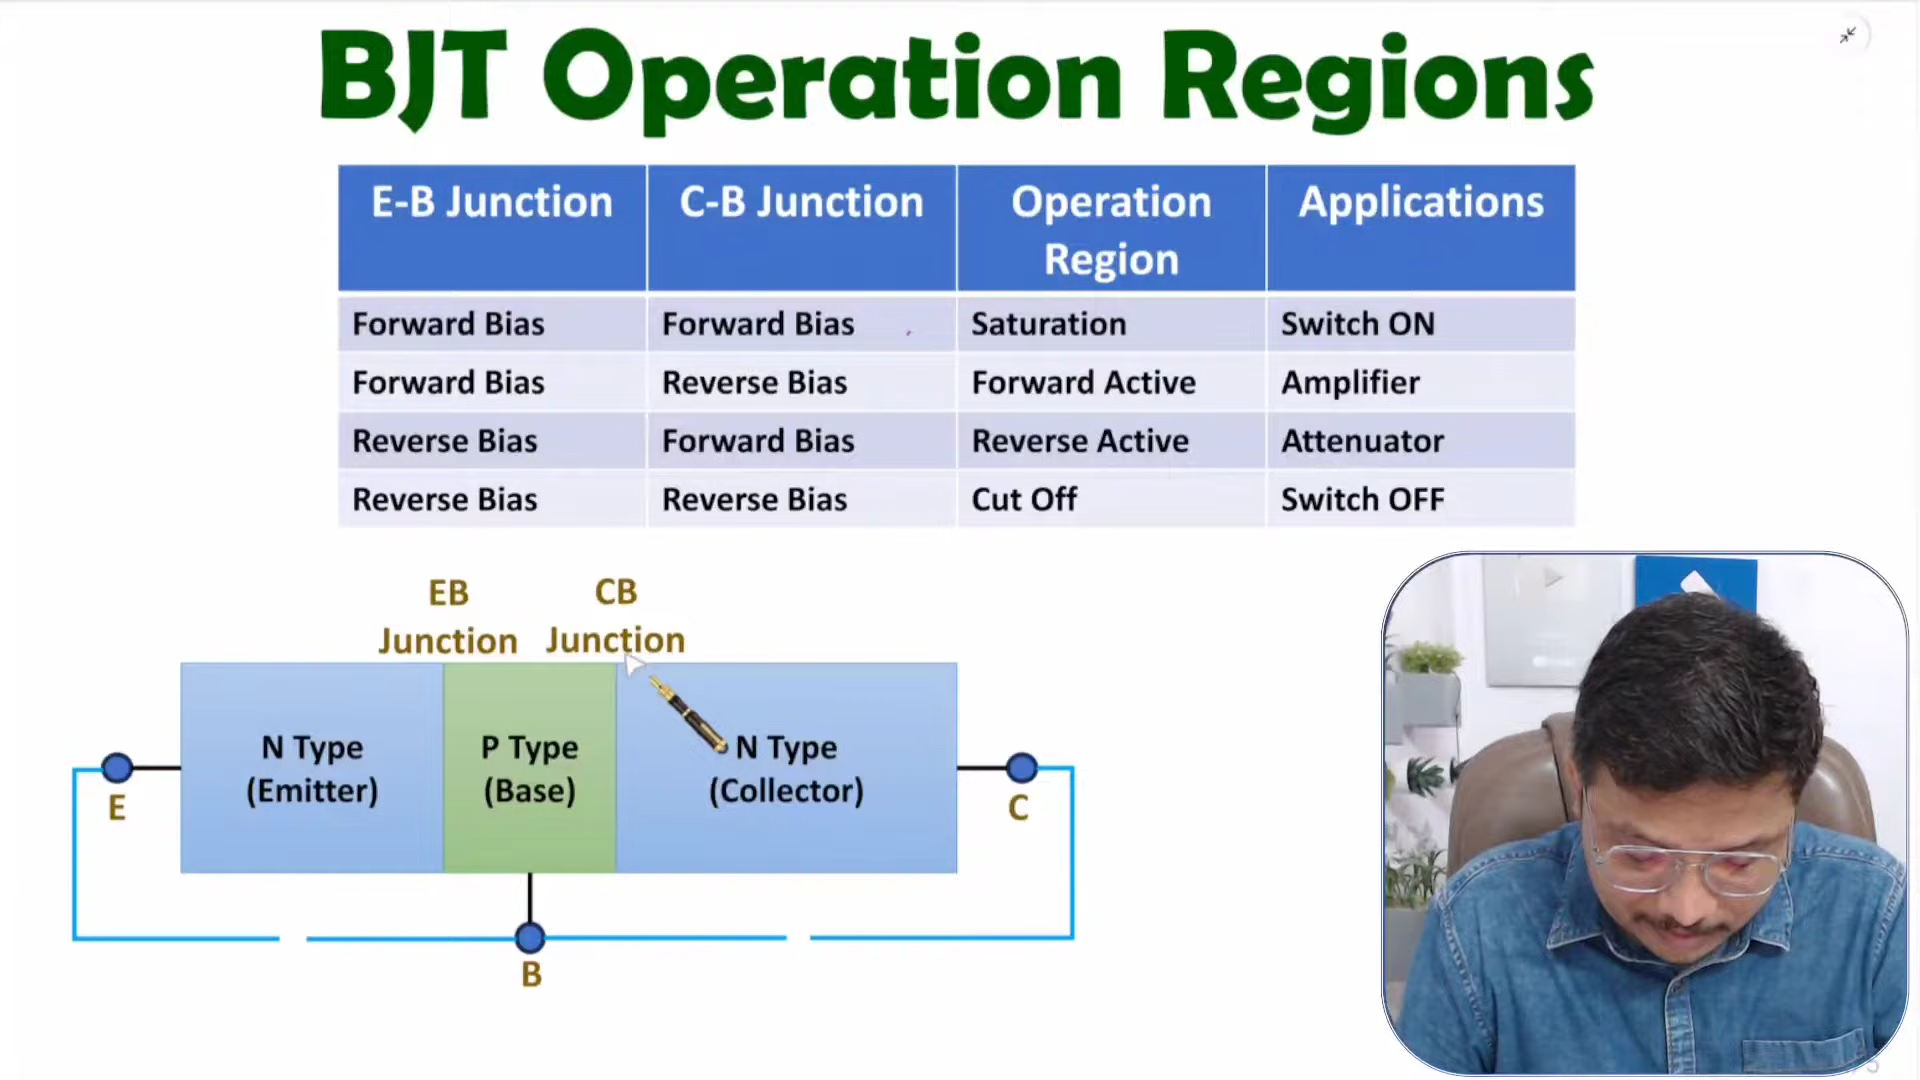 BJT Operation Regions
E-B Junction C-B Junction Operation Region Applications
Forward Bias Forward Bias Saturation Switch ON
Forward Bias Reverse Bias Forward Active Amplifier
Reverse Bias Forward Bias Reverse Active Attenuator
Reverse Bias Reverse Bias Cut Off Switch OFF
EB Junction
CB Junction
N Type
(Emitter)
P Type
(Base)
N Type
(Collector)
E
C
B